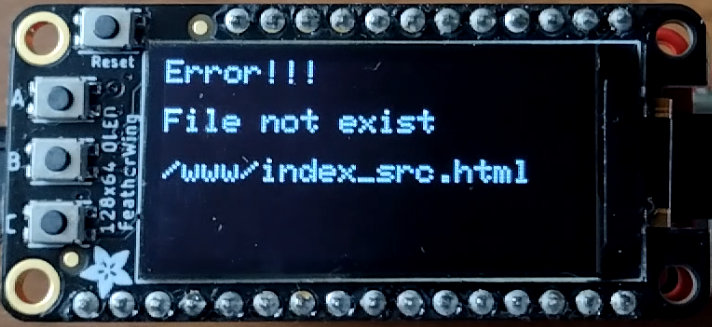 Reset
A
B
C
128x64 OLED
FeatherWing
Error!!!
File not exist
/www/index_src.html